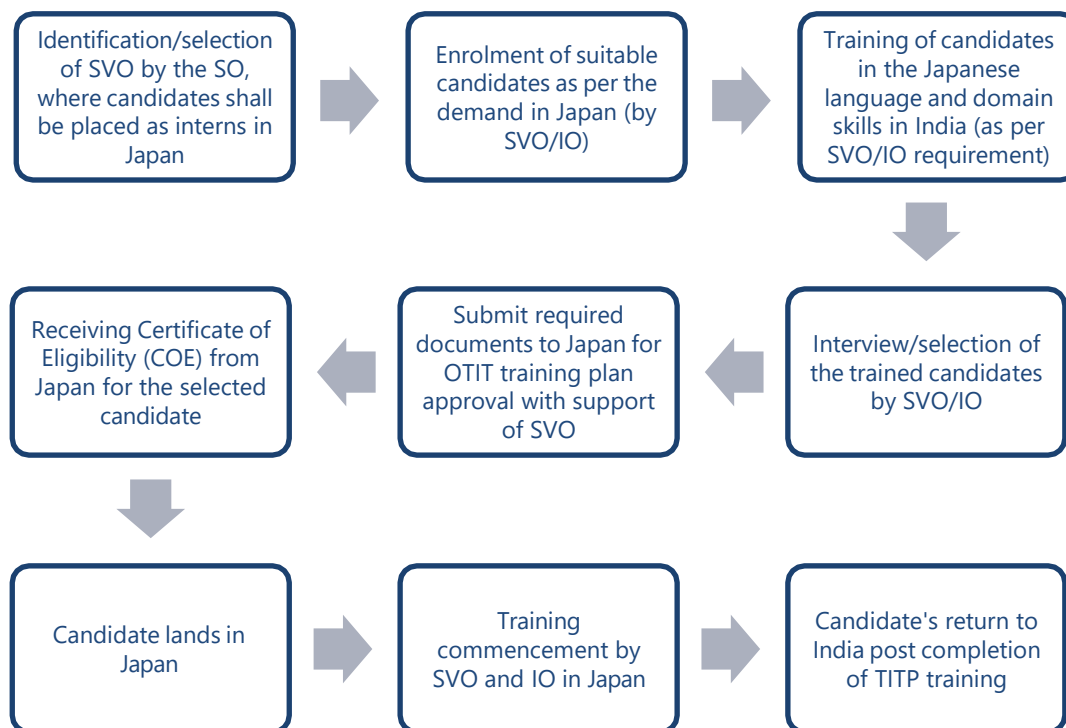 Identification/selection
of SVO by the SO,
where candidates shall
be placed as interns in
Japan
Enrolment of suitable
candidates as per the
demand in Japan (by
SVO/IO)
Training of candidates
in the Japanese
language and domain
skills in India (as per
SVO/IO requirement)
Interview/selection of
the trained candidates
by SVO/IO
Submit required
documents to Japan for
OTIT training plan
approval with support
of SVO
Receiving Certificate of
Eligibility (COE) from
Japan for the selected
candidate
Candidate lands in
Japan
Training
commencement by
SVO and IO in Japan
Candidate's return to
India post completion
of TITP training